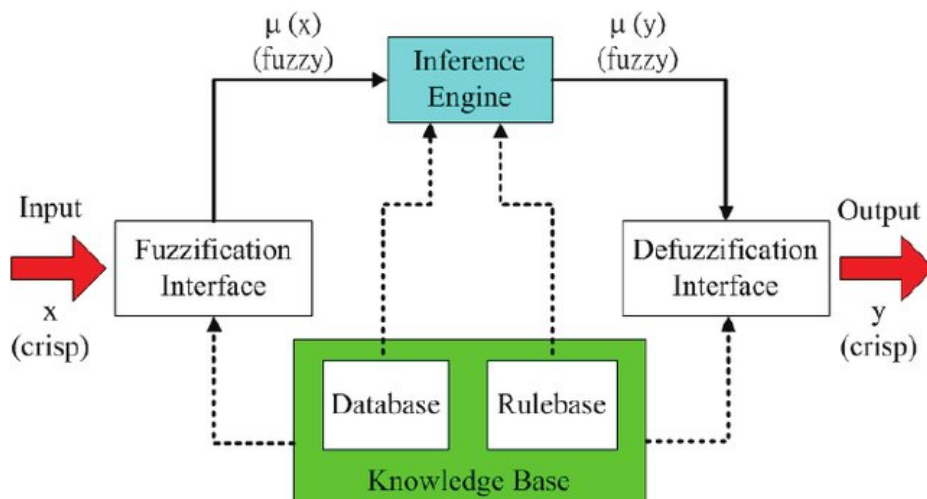 μ (x)
(fuzzy)
Inference
Engine
μ (y)
(fuzzy)
Input
x
(crisp)
Fuzzification
Interface
Defuzzification
Interface
Output
y
(crisp)
Database
Rulebase
Knowledge Base